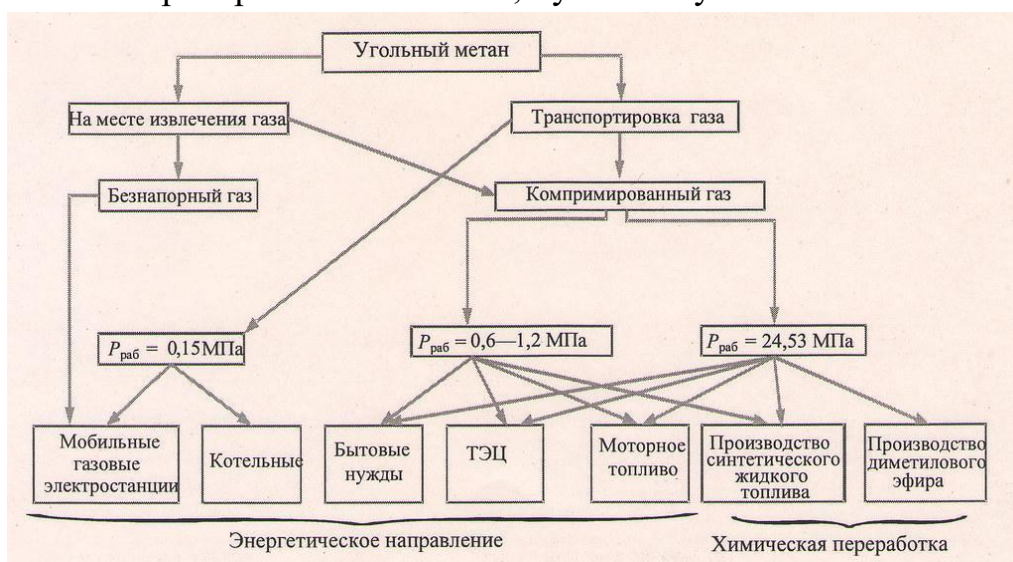 Угольный метан
На месте извлечения газа
Транспортировка газа
Безнапорный газ
Компримированный газ
Pраб = 0,15МПа
Pраб = 0,6—1,2 МПа
Pраб = 24,53 МПа
Мобильные
газовые
электростанции
Котельные
Бытовые
нужды
ТЭЦ
Моторное
топливо
Производство
синтетического
жидкого
топлива
Производство
диметилового
эфира
Энергетическое направление
Химическая переработка